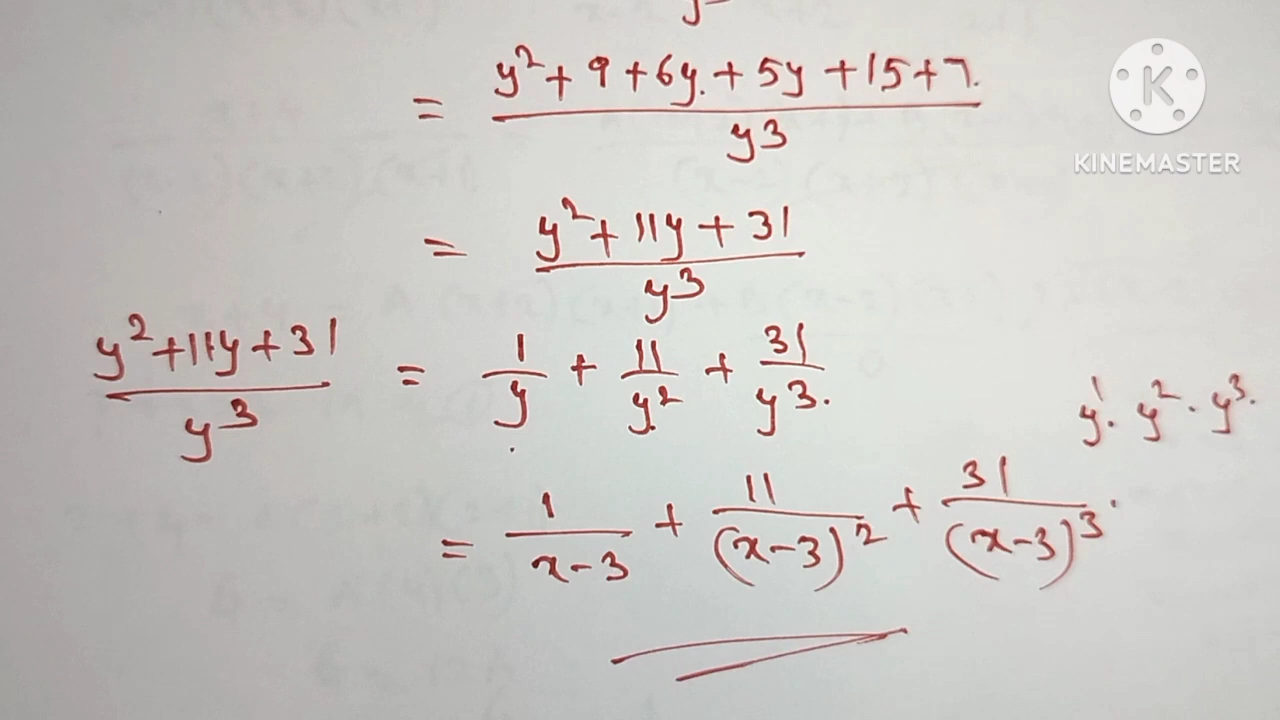 = y² + 9 + 6y + 5y + 15 + 7 / y³
KINEMASTER
= y² + 11y + 31 / y³
y² + 11y + 31 / y³ = 1/y + 11/y² + 31/y³.
y¹. y². y³.
= 1/x-3 + 11/(x-3)² + 31/(x-3)³.